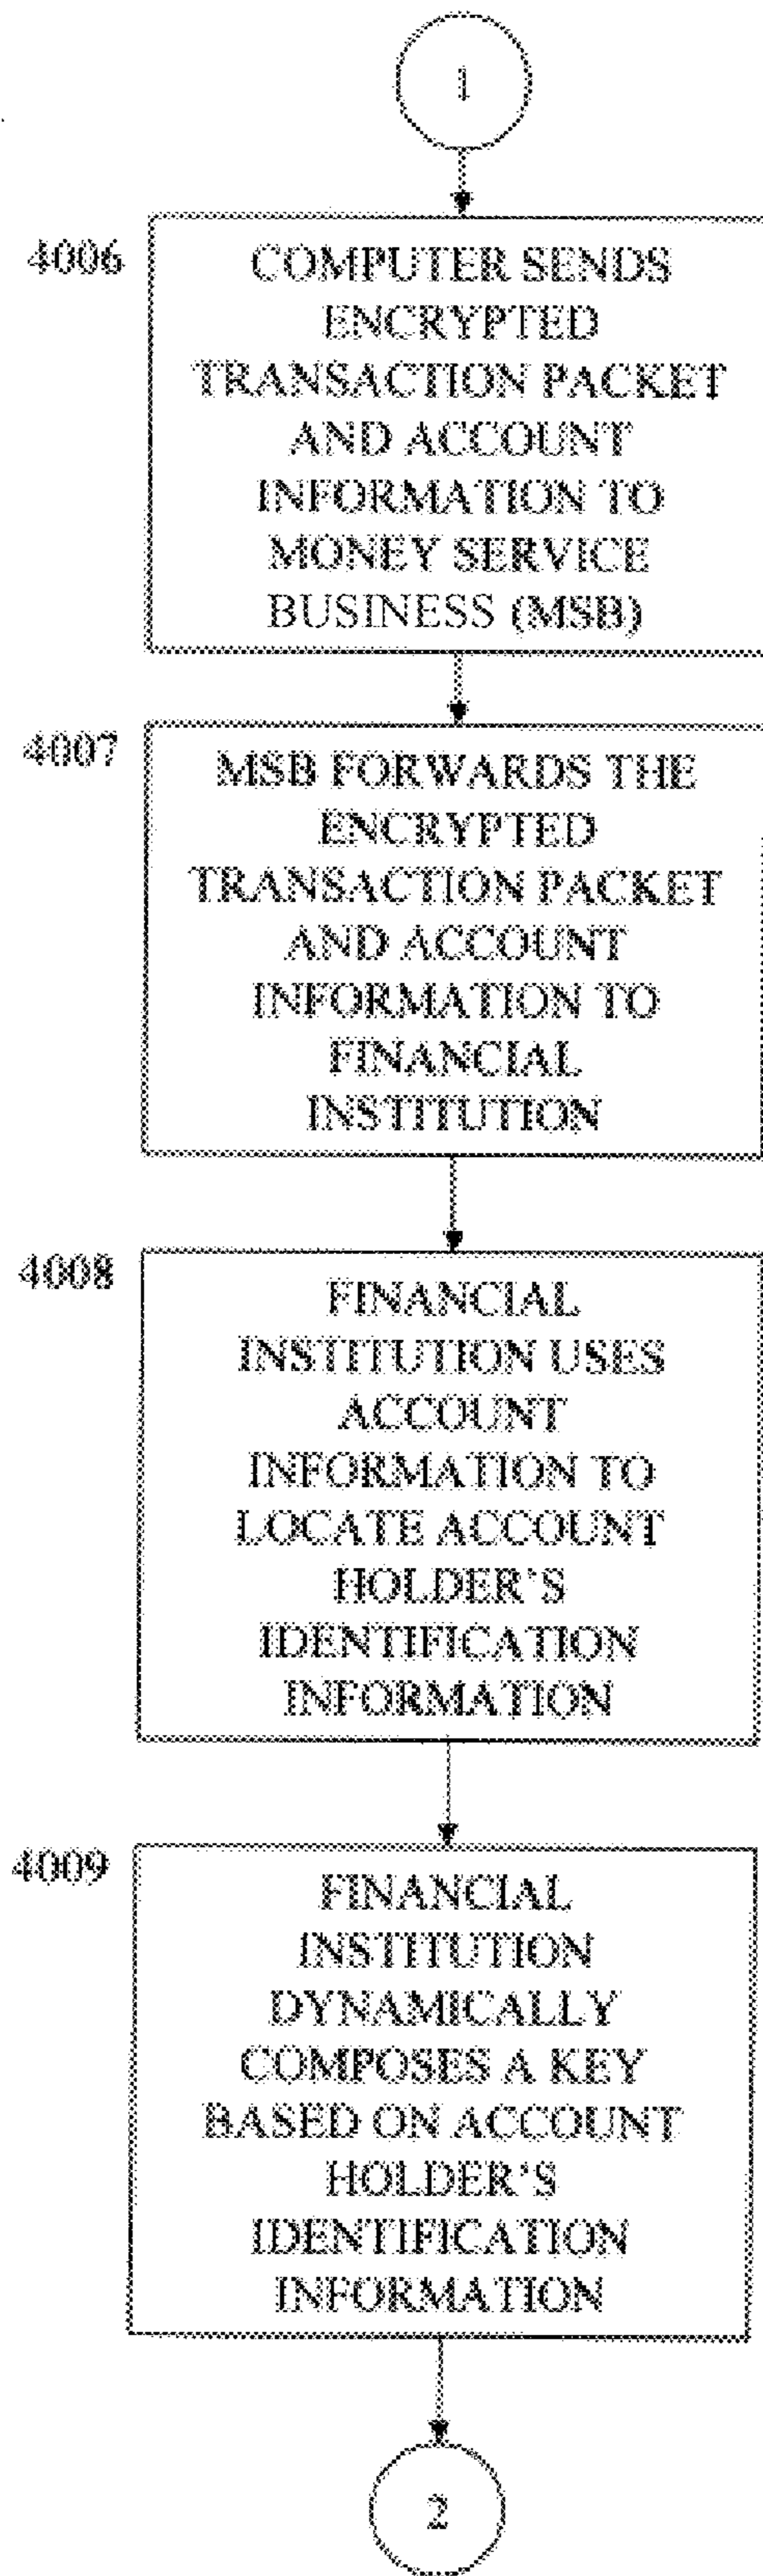 1
4006
COMPUTER SENDS
ENCRYPTED
TRANSACTION PACKET
AND ACCOUNT
INFORMATION TO
MONEY SERVICE
BUSINESS (MSB)
4007
MSB FORWARDS THE
ENCRYPTED
TRANSACTION PACKET
AND ACCOUNT
INFORMATION TO
FINANCIAL
INSTITUTION
4008
FINANCIAL
INSTITUTION USES
ACCOUNT
INFORMATION TO
LOCATE ACCOUNT
HOLDER'S
IDENTIFICATION
INFORMATION
4009
FINANCIAL
INSTITUTION
DYNAMICALLY
COMPOSES A KEY
BASED ON ACCOUNT
HOLDER'S
IDENTIFICATION
INFORMATION
2